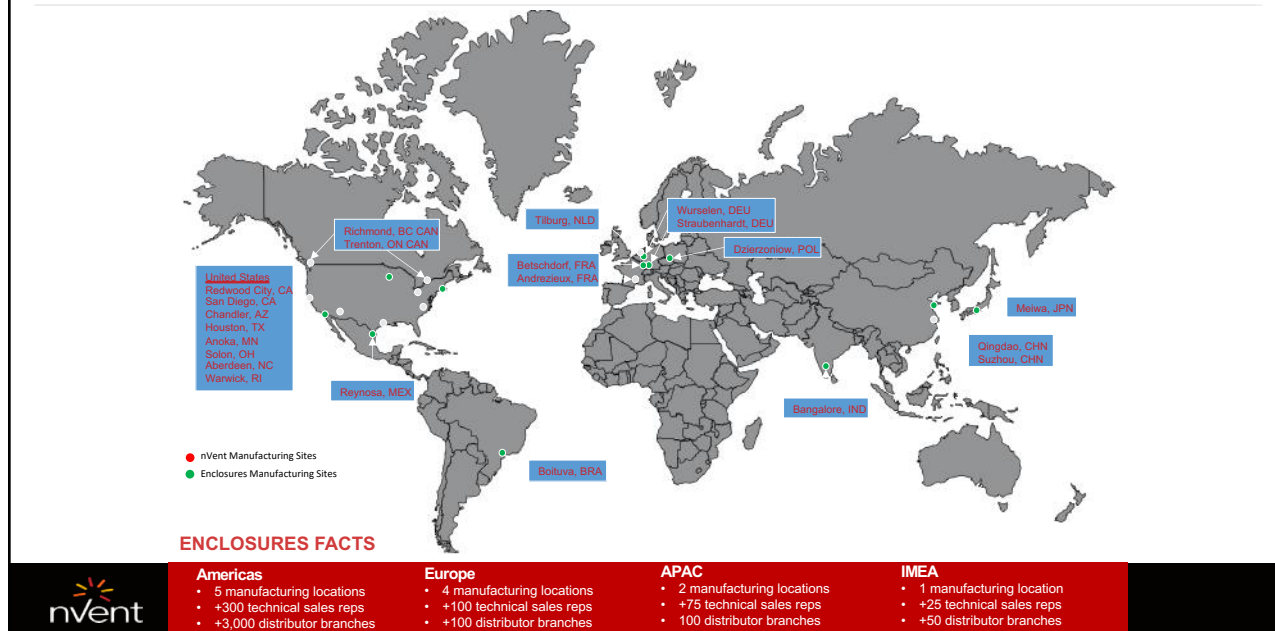 Tilburg, NLD
Wurselen, DEU
Straubenhardt, DEU
Richmond, BC CAN
Trenton, ON CAN
Dzierzoniow, POL
Betschdorf, FRA
Andrezieux, FRA
United States
Redwood City, CA
San Diego, CA
Chandler, AZ
Houston, TX
Anoka, MN
Solon, OH
Aberdeen, NC
Warwick, RI
Meiwa, JPN
Qingdao, CHN
Suzhou, CHN
Reynosa, MEX
Bangalore, IND
nVent Manufacturing Sites
Enclosures Manufacturing Sites
Boituva, BRA
ENCLOSURES FACTS
nvent
Americas
• 5 manufacturing locations
• +300 technical sales reps
• +3,000 distributor branches
Europe
• 4 manufacturing locations
• +100 technical sales reps
• +100 distributor branches
APAC
• 2 manufacturing locations
• +75 technical sales reps
• 100 distributor branches
IMEA
• 1 manufacturing location
• +25 technical sales reps
• +50 distributor branches